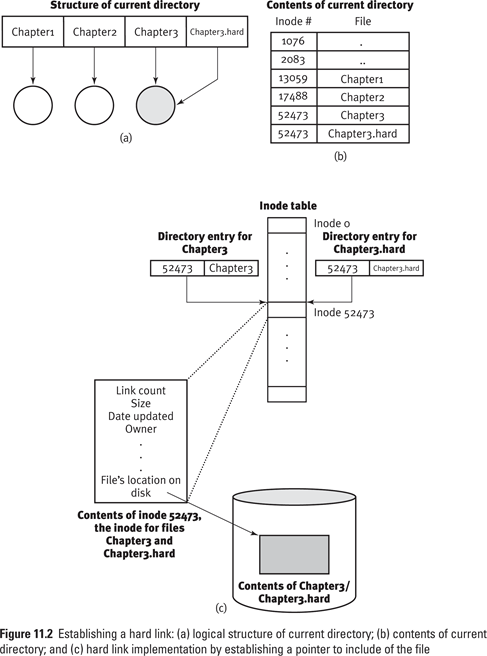 Structure of current directory
Chapter1 Chapter2 Chapter3 Chapter3.hard
(a)
Contents of current directory
Inode # File
1076 .
2083 ..
13059 Chapter1
17488 Chapter2
52473 Chapter3
52473 Chapter3.hard
(b)
Inode table
Inode 0
Directory entry for
Chapter3
52473 Chapter3
Directory entry for
Chapter3.hard
52473 Chapter3.hard
Inode 52473
Link count
Size
Date updated
Owner
.
.
.
File's location on
disk
Contents of inode 52473,
the inode for files
Chapter3 and
Chapter3.hard
Contents of Chapter3/
Chapter3.hard
(c)
Figure 11.2 Establishing a hard link: (a) logical structure of current directory; (b) contents of current
directory; and (c) hard link implementation by establishing a pointer to include of the file